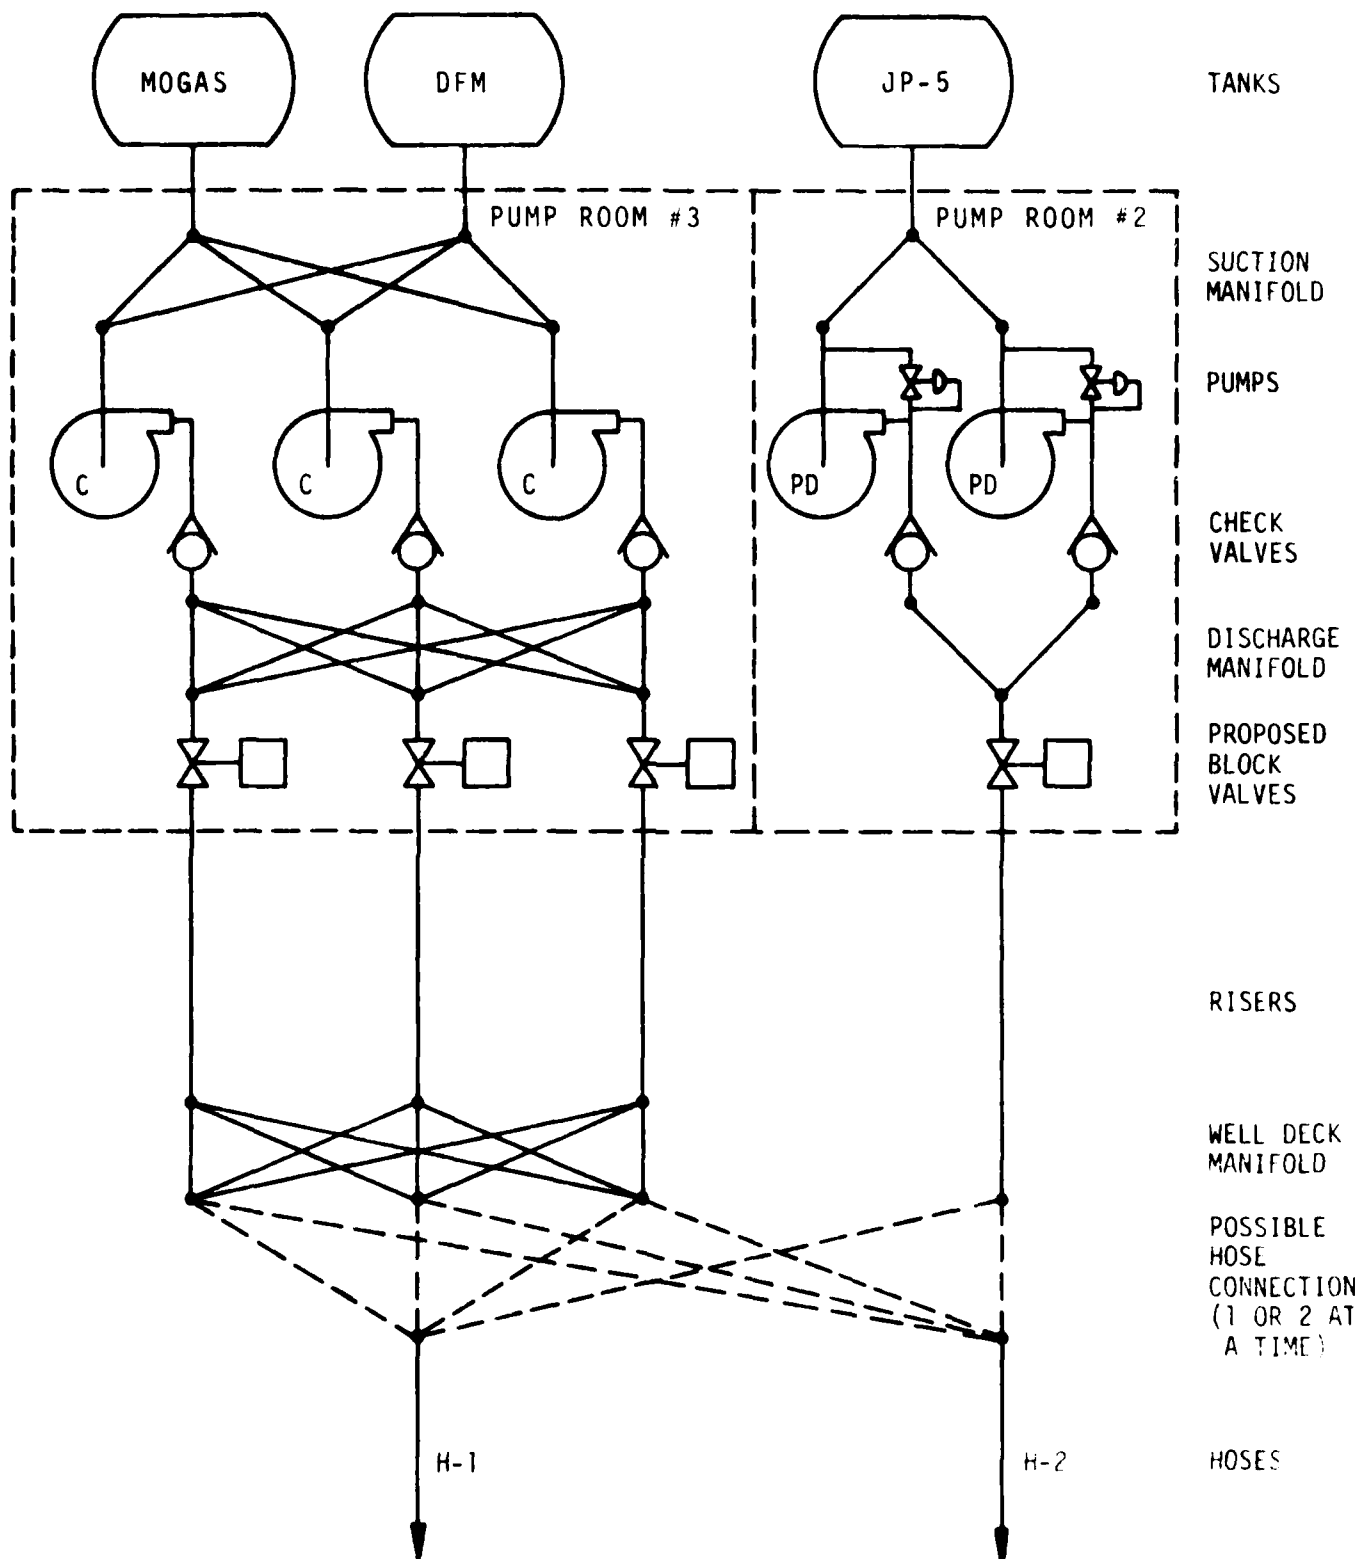 MOGAS
DFM
JP-5
TANKS
PUMP ROOM #3
PUMP ROOM #2
SUCTION
MANIFOLD
PUMPS
C
C
C
PD
PD
CHECK
VALVES
DISCHARGE
MANIFOLD
PROPOSED
BLOCK
VALVES
RISERS
WELL DECK
MANIFOLD
POSSIBLE
HOSE
CONNECTION
(1 OR 2 AT
A TIME)
H-1
H-2
HOSES